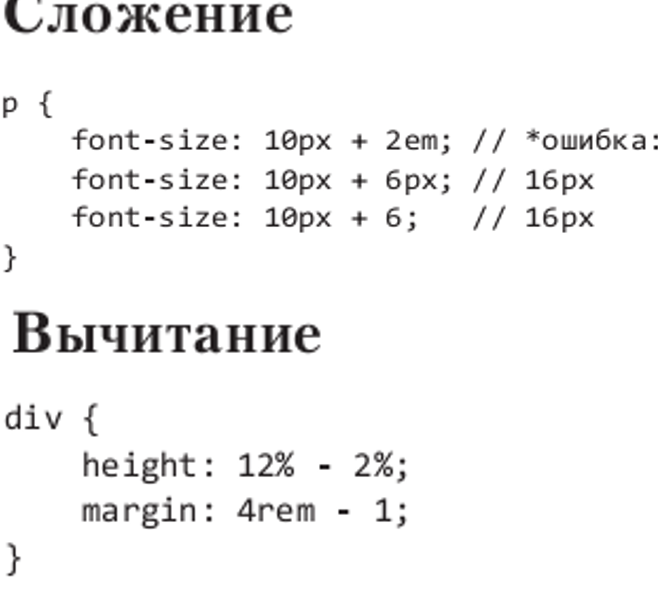 Сложение
p {
    font-size: 10px + 2em; // *ошибка:
    font-size: 10px + 6px; // 16px
    font-size: 10px + 6;   // 16px
}
Вычитание
div {
    height: 12% - 2%;
    margin: 4rem - 1;
}